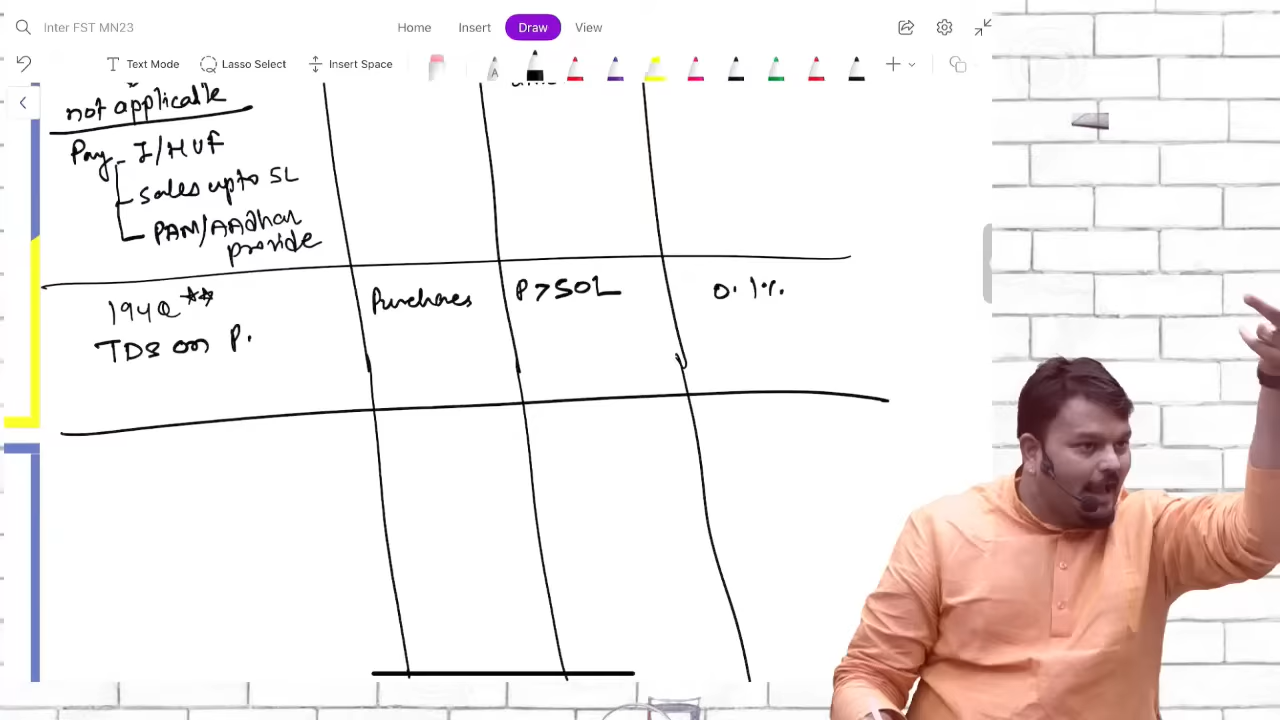 Inter FST MN23
Home Insert Draw View
Text Mode Lasso Select Insert Space
not applicable
Pay - I/HUF
- Sales upto 5L
PAN/AAdhar
provide
194Q** Purchases P > 50L 0.1%
TDS on P.